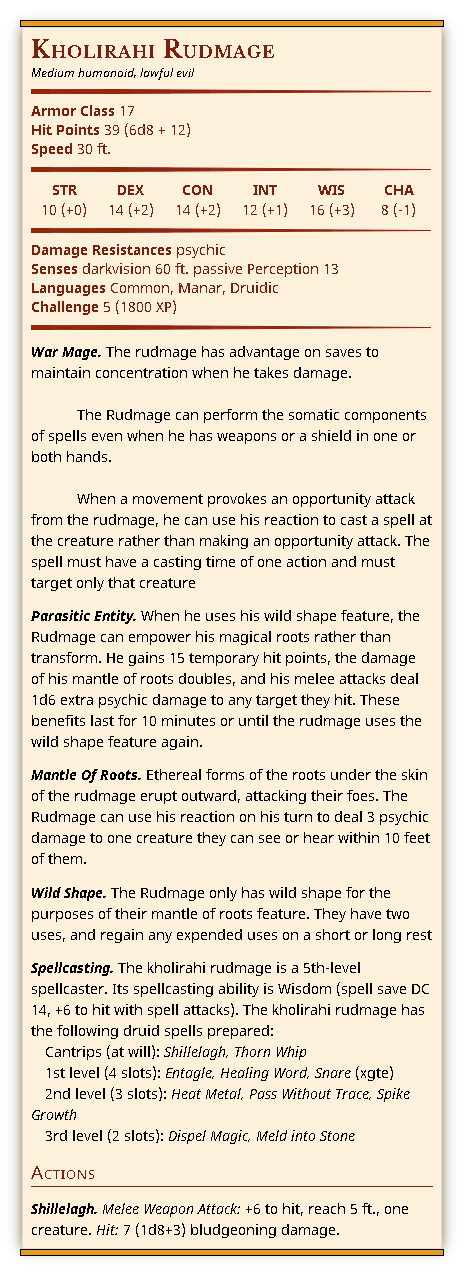 Kholirahi Rudmage
Medium humanoid, lawful evil
Armor Class 17
Hit Points 39 (6d8 + 12)
Speed 30 ft.
STR DEX CON INT WIS CHA
10 (+0) 14 (+2) 14 (+2) 12 (+1) 16 (+3) 8 (-1)
Damage Resistances psychic
Senses darkvision 60 ft. passive Perception 13
Languages Common, Manar, Druidic
Challenge 5 (1800 XP)
War Mage. The rudmage has advantage on saves to
maintain concentration when he takes damage.
The Rudmage can perform the somatic components
of spells even when he has weapons or a shield in one or
both hands.
When a movement provokes an opportunity attack
from the rudmage, he can use his reaction to cast a spell at
the creature rather than making an opportunity attack. The
spell must have a casting time of one action and must
target only that creature
Parasitic Entity. When he uses his wild shape feature, the
Rudmage can empower his magical roots rather than
transform. He gains 15 temporary hit points, the damage
of his mantle of roots doubles, and his melee attacks deal
1d6 extra psychic damage to any target they hit. These
benefits last for 10 minutes or until the rudmage uses the
wild shape feature again.
Mantle Of Roots. Ethereal forms of the roots under the skin
of the rudmage erupt outward, attacking their foes. The
Rudmage can use his reaction on his turn to deal 3 psychic
damage to one creature they can see or hear within 10 feet
of them.
Wild Shape. The Rudmage only has wild shape for the
purposes of their mantle of roots feature. They have two
uses, and regain any expended uses on a short or long rest
Spellcasting. The kholirahi rudmage is a 5th-level
spellcaster. Its spellcasting ability is Wisdom (spell save DC
14, +6 to hit with spell attacks). The kholirahi rudmage has
the following druid spells prepared:
Cantrips (at will): Shillelagh, Thorn Whip
1st level (4 slots): Entagle, Healing Word, Snare (xgte)
2nd level (3 slots): Heat Metal, Pass Without Trace, Spike
Growth
3rd level (2 slots): Dispel Magic, Meld into Stone
Actions
Shillelagh. Melee Weapon Attack: +6 to hit, reach 5 ft., one
creature. Hit: 7 (1d8+3) bludgeoning damage.